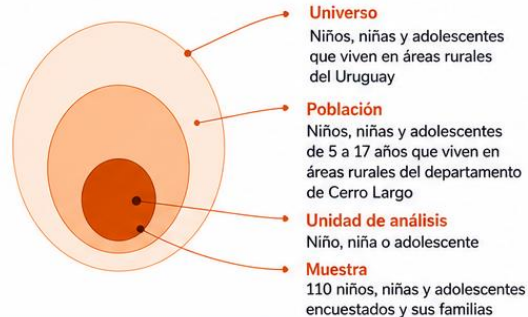 Universo
Niños, niñas y adolescentes
que viven en áreas rurales
del Uruguay
Población
Niños, niñas y adolescentes
de 5 a 17 años que viven en
áreas rurales del departamento
de Cerro Largo
Unidad de análisis
Niño, niña o adolescente
Muestra
110 niños, niñas y adolescentes
encuestados y sus familias